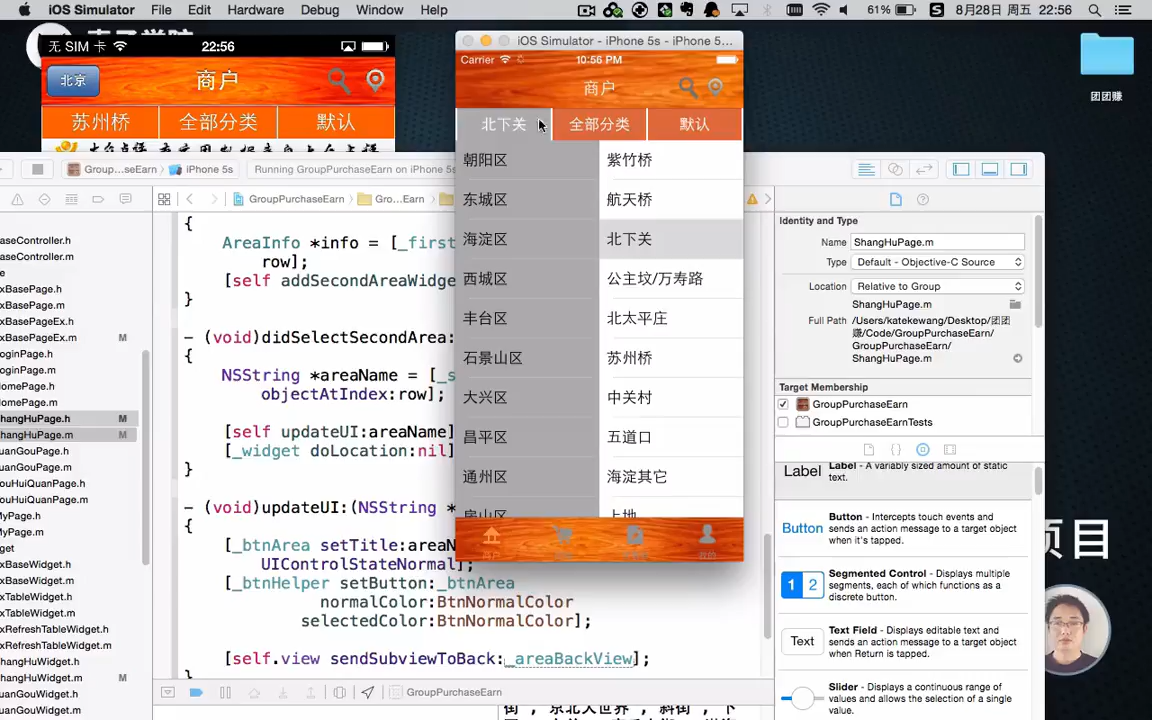 iOS Simulator File Edit Hardware Debug Window Help
61% 8月28日 周五 22:56
无 SIM 卡 22:56
北京 商户
苏州桥 全部分类 默认
iOS Simulator - iPhone 5s - iPhone 5...
Carrier 10:56 PM
商户
北下关 全部分类 默认
朝阳区 紫竹桥
东城区 航天桥
海淀区 北下关
西城区 公主坟/万寿路
丰台区 北太平庄
石景山区 苏州桥
大兴区 中关村
昌平区 五道口
通州区 海淀其它
房山区 上地
团团赚
Group...seEarn iPhone 5s Running GroupPurchaseEarn on iPhone 5s
GroupPurchaseEarn Gro...Earn
aseController.h
aseController.m
e
xBasePage.h
xBasePage.m
xBasePageEx.h
xBasePageEx.m M
oginPage.h
oginPage.m
omePage.h
omePage.m
hangHuPage.h M
hangHuPage.m M
uanGouPage.h
uanGouPage.m
ouHuiQuanPage.h
ouHuiQuanPage.m
MyPage.h
MyPage.m
get
xBaseWidget.h
xBaseWidget.m
xTableWidget.h
xTableWidget.m
xRefreshTableWidget.h
xRefreshTableWidget.m
hangHuWidget.h
hangHuWidget.m M
uanGouWidget.h
uanGouWidget.m
{
AreaInfo *info = [_first
row];
[self addSecondAreaWidge
}
- (void)didSelectSecondArea:
{
NSString *areaName = [_s
objectAtIndex:row];
[self updateUI:areaName]
[_widget doLocation:nil]
}
- (void)updateUI:(NSString *
{
[_btnArea setTitle:areaN
UIControlStateNormal];
[_btnHelper setButton:_btnArea
normalColor:BtnNormalColor
selectedColor:BtnNormalColor];
[self.view sendSubviewToBack:_areaBackView];
}
GroupPurchaseEarn
Identity and Type
Name ShangHuPage.m
Type Default - Objective-C Source
Location Relative to Group
ShangHuPage.m
Full Path /Users/katekewang/Desktop/团团
赚/Code/GroupPurchaseEarn/
GroupPurchaseEarn/
ShangHuPage.m
Target Membership
GroupPurchaseEarn
GroupPurchaseEarnTests
Label Label - A variably sized amount of static
text.
Button Button - Intercepts touch events and
sends an action message to a target object
when it's tapped.
1 2 Segmented Control - Displays multiple
segments, each of which functions as a
discrete button.
Text Text Field - Displays editable text and
sends an action message to a target object
when Return is tapped.
Slider - Displays a continuous range of
values and allows the selection of a single
value.
项目